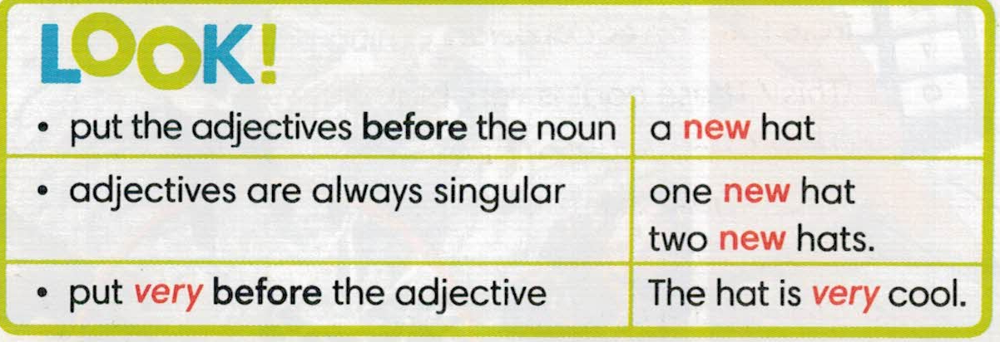 LOOK!
• put the adjectives before the noun
a new hat
• adjectives are always singular
one new hat
two new hats.
• put very before the adjective
The hat is very cool.